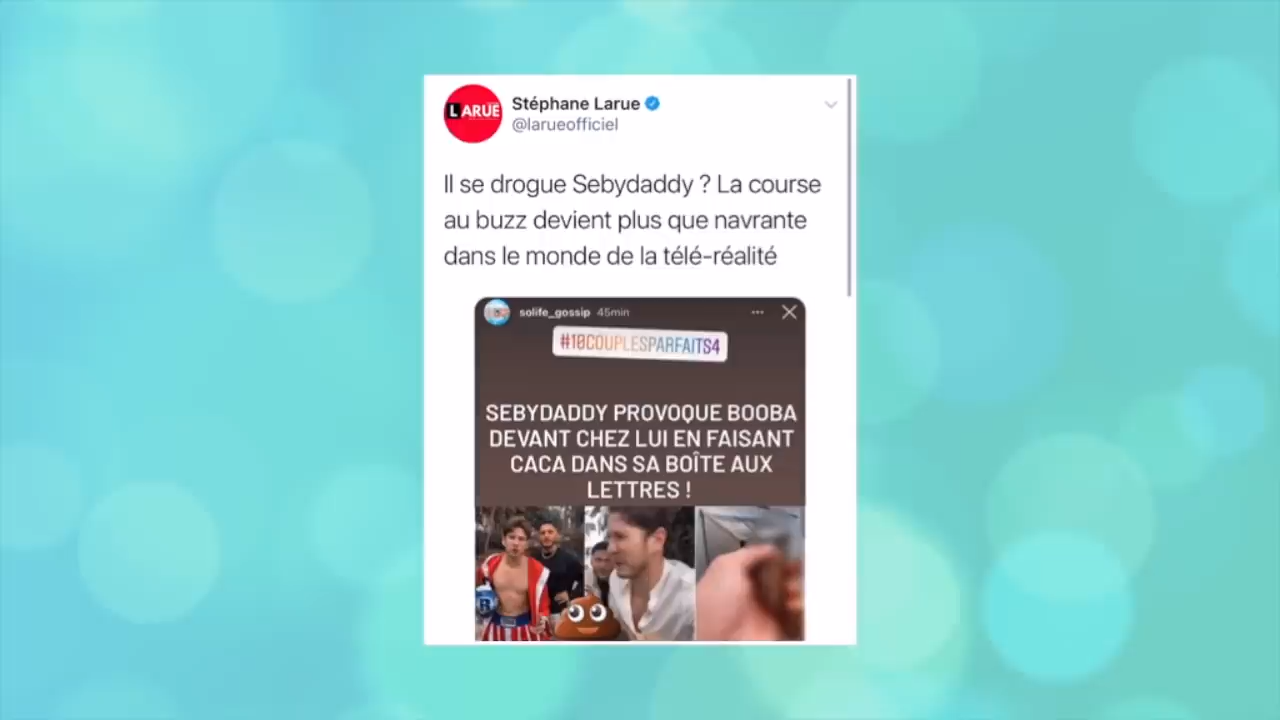 LARUE
Stéphane Larue
@larueofficiel
Il se drogue Sebydaddy ? La course
au buzz devient plus que navrante
dans le monde de la télé-réalité
solife_gossip 45min
#10COUPLESPARFAITS4
SEBYDADDY PROVOQUE BOOBA
DEVANT CHEZ LUI EN FAISANT
CACA DANS SA BOÎTE AUX
LETTRES !